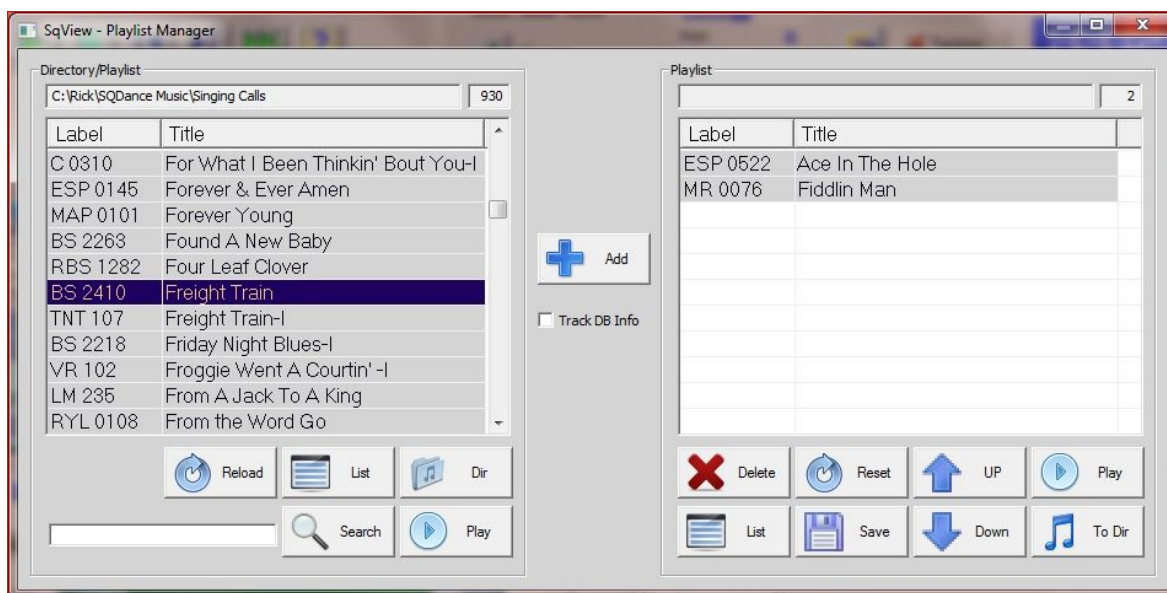 SqView - Playlist Manager
Directory/Playlist
C:\Rick\SQDance Music\Singing Calls 930
Label Title
C 0310 For What I Been Thinkin' Bout You-I
ESP 0145 Forever & Ever Amen
MAP 0101 Forever Young
BS 2263 Found A New Baby
RBS 1282 Four Leaf Clover
BS 2410 Freight Train
TNT 107 Freight Train-I
BS 2218 Friday Night Blues-I
VR 102 Froggie Went A Courtin' -I
LM 235 From A Jack To A King
RYL 0108 From the Word Go
Reload List Dir
Search Play
Add
Track DB Info
Playlist
2
Label Title
ESP 0522 Ace In The Hole
MR 0076 Fiddlin Man
Delete Reset UP Play
List Save Down To Dir